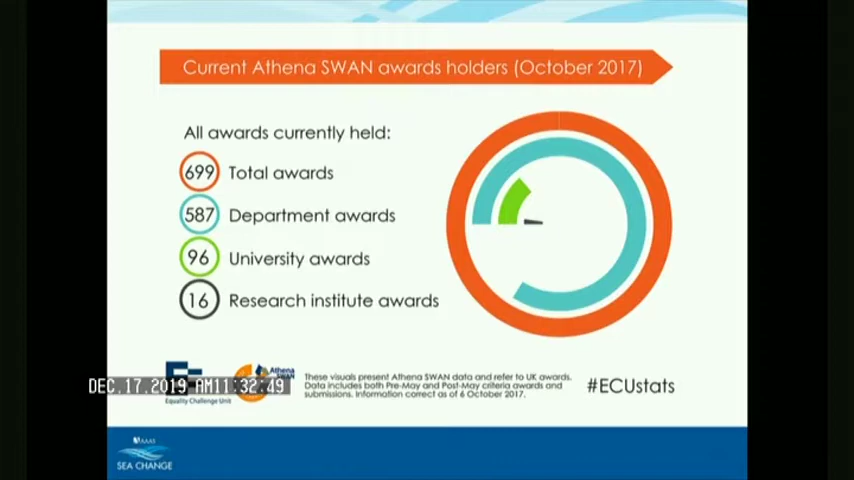 Current Athena SWAN awards holders (October 2017)
All awards currently held:
699 Total awards
587 Department awards
96 University awards
16 Research institute awards
DEC.17.2019 AM11:32:49
Equality Challenge Unit
Athena
SWAN
These visuals present Athena SWAN data and refer to UK awards.
Data includes both Pre-May and Post-May criteria awards and
submissions. Information correct as of 6 October 2017.
#ECUstats
AAAS
SEA CHANGE